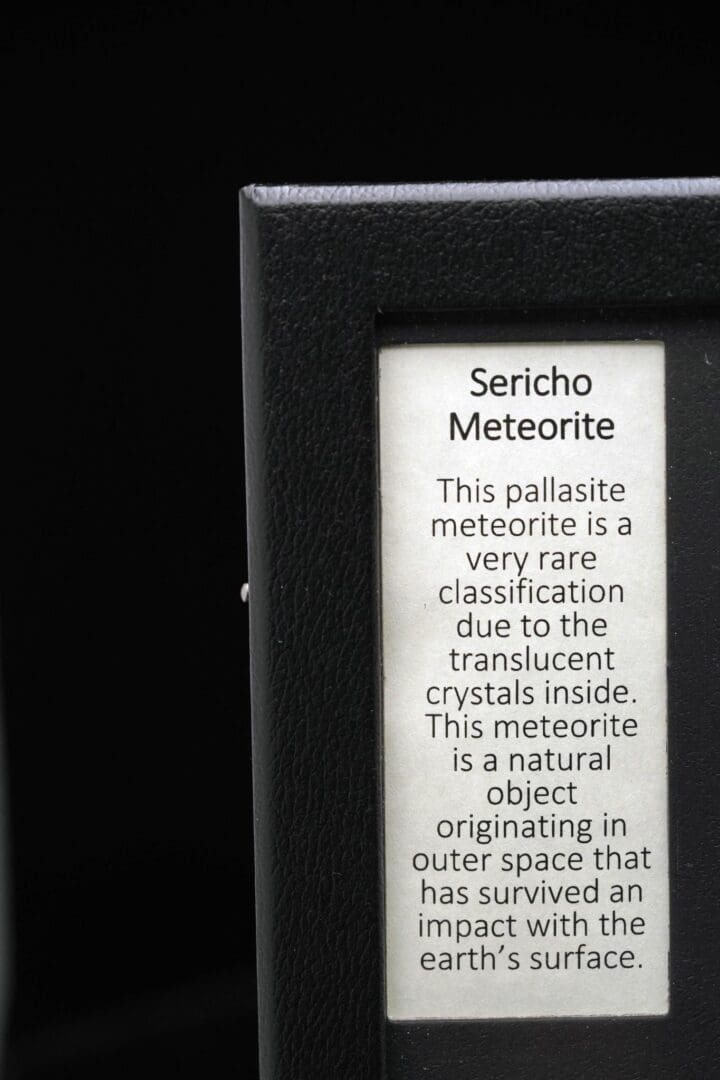 Sericho
Meteorite
This pallasite
meteorite is a
very rare
classification
due to the
translucent
crystals inside.
This meteorite
is a natural
object
originating in
outer space that
has survived an
impact with the
earth’s surface.